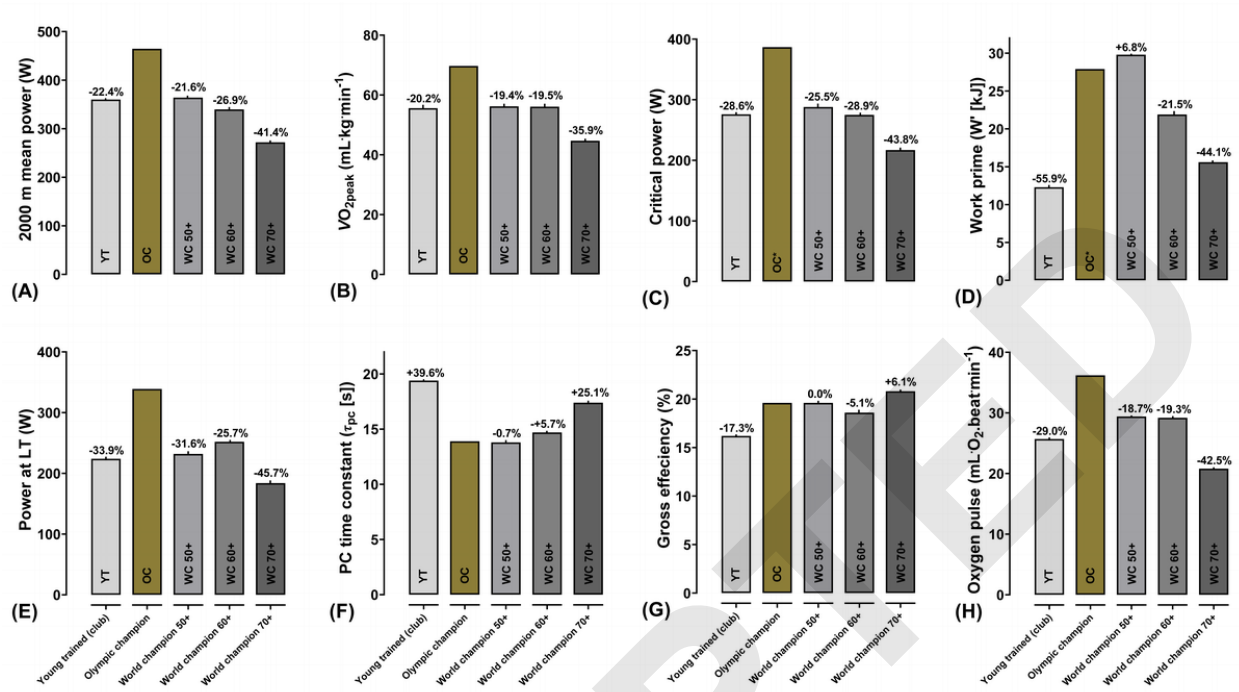 (A)
2000 m mean power (W)
500
400
300
200
100
0
-22.4%
-21.6%
-26.9%
-41.4%
YT
OC
WC 50+
WC 60+
WC 70+
(B)
VO2peak (mL·kg·min-1)
80
60
40
20
0
-20.2%
-19.4%
-19.5%
-35.9%
YT
OC
WC 50+
WC 60+
WC 70+
(C)
Critical power (W)
400
300
200
100
0
-28.6%
-25.5%
-28.9%
-43.8%
YT
OC*
WC 50+
WC 60+
WC 70+
(D)
Work prime (W' [kJ])
30
25
20
15
10
5
0
-55.9%
+6.8%
-21.5%
-44.1%
YT
OC*
WC 50+
WC 60+
WC 70+
(E)
Power at LT (W)
400
300
200
100
0
-33.9%
-31.6%
-25.7%
-45.7%
YT
OC
WC 50+
WC 60+
WC 70+
Young trained (club)
Olympic champion
World champion 50+
World champion 60+
World champion 70+
(F)
PC time constant (τpc [s])
20
15
10
5
0
+39.6%
-0.7%
-+5.7%
+25.1%
YT
OC
WC 50+
WC 60+
WC 70+
Young trained (club)
Olympic champion
World champion 50+
World champion 60+
World champion 70+
(G)
Gross effeciency (%)
25
20
15
10
5
0
-17.3%
0.0%
-5.1%
+6.1%
YT
OC
WC 50+
WC 60+
WC 70+
Young trained (club)
Olympic champion
World champion 50+
World champion 60+
World champion 70+
(H)
Oxygen pulse (mL·O2·beat·min-1)
40
30
20
10
0
-29.0%
-18.7%
-19.3%
-42.5%
YT
OC
WC 50+
WC 60+
WC 70+
Young trained (club)
Olympic champion
World champion 50+
World champion 60+
World champion 70+
PTED